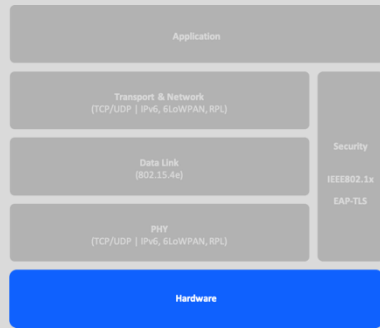 Application
Transport & Network
(TCP/UDP | IPv6, 6LoWPAN, RPL)
Data Link
(802.15.4e)
PHY
(TCP/UDP | IPv6, 6LoWPAN, RPL)
Security
IEEE802.1x
EAP-TLS
Hardware